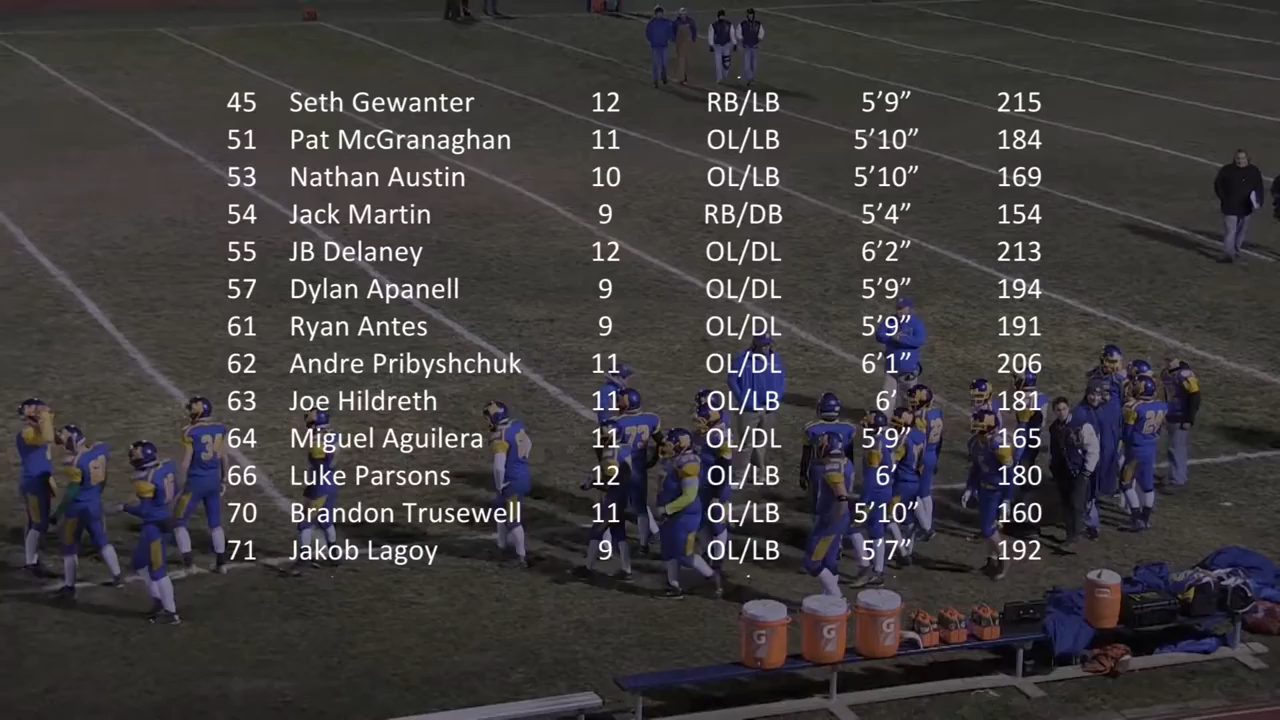 45 Seth Gewanter 12 RB/LB 5’9” 215
51 Pat McGranaghan 11 OL/LB 5’10” 184
53 Nathan Austin 10 OL/LB 5’10” 169
54 Jack Martin 9 RB/DB 5’4” 154
55 JB Delaney 12 OL/DL 6’2” 213
57 Dylan Apanell 9 OL/DL 5’9” 194
61 Ryan Antes 9 OL/DL 5’9” 191
62 Andre Pribyshchuk 11 OL/DL 6’1” 206
63 Joe Hildreth 11 OL/LB 6’ 181
64 Miguel Aguilera 11 OL/DL 5’9” 165
66 Luke Parsons 12 OL/LB 6’ 180
70 Brandon Trusewell 11 OL/LB 5’10” 160
71 Jakob Lagoy 9 OL/LB 5’7” 192
34
73
24
G
G
G